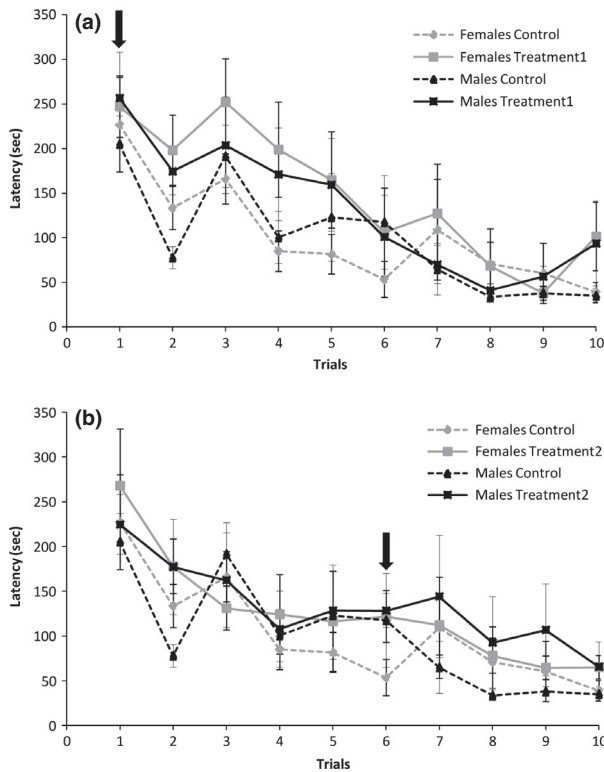 (a)
Females Control
Females Treatment1
Males Control
Males Treatment1
350
300
250
200
150
100
50
0
Latency (sec)
0 1 2 3 4 5 6 7 8 9 10
Trials
(b)
Females Control
Females Treatment2
Males Control
Males Treatment2
350
300
250
200
150
100
50
0
Latency (sec)
0 1 2 3 4 5 6 7 8 9 10
Trials